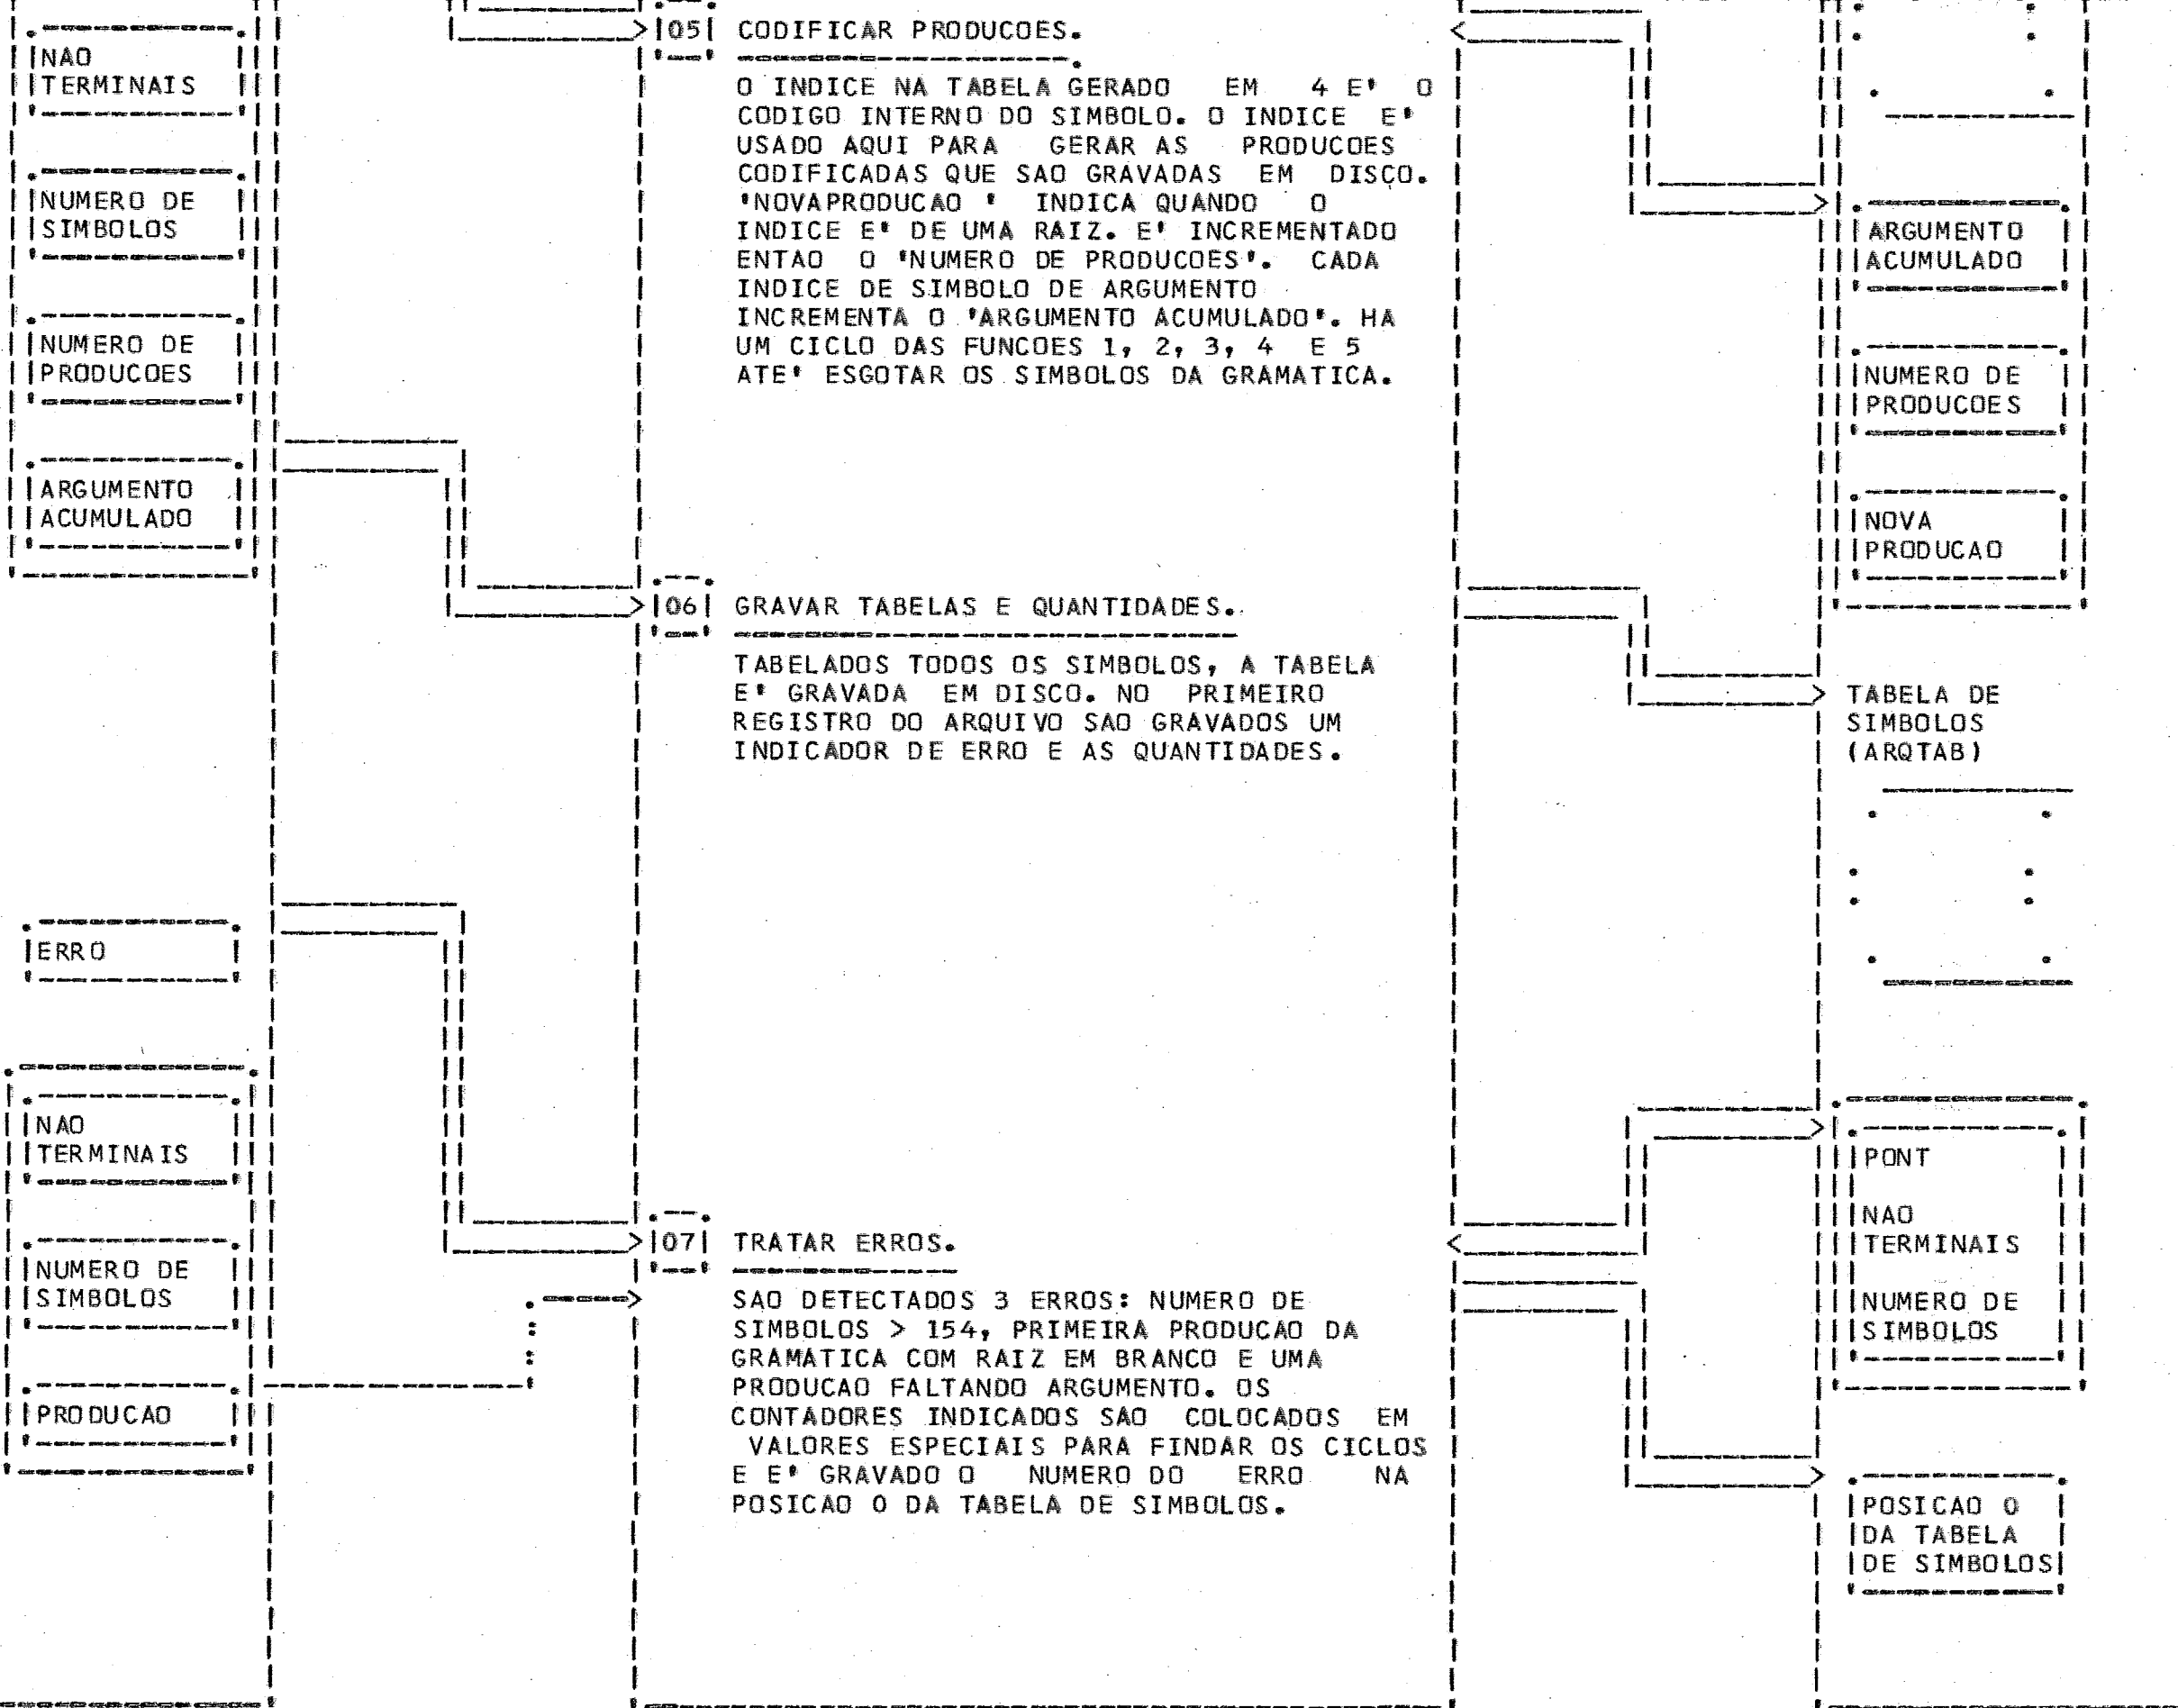 NAO
TERMINAIS
NUMERO DE
SIMBOLOS
NUMERO DE
PRODUCOES
ARGUMENTO
ACUMULADO
ERRO
NAO
TERMINAIS
NUMERO DE
SIMBOLOS
PRODUCAO
05 CODIFICAR PRODUCOES.
O INDICE NA TABELA GERADO EM 4 E' O
CODIGO INTERNO DO SIMBOLO. O INDICE E'
USADO AQUI PARA GERAR AS PRODUCOES
CODIFICADAS QUE SAO GRAVADAS EM DISCO.
'NOVAPRODUCAO ' INDICA QUANDO O
INDICE E' DE UMA RAIZ. E' INCREMENTADO
ENTAO O 'NUMERO DE PRODUCOES'. CADA
INDICE DE SIMBOLO DE ARGUMENTO
INCREMENTA O 'ARGUMENTO ACUMULADO'. HA
UM CICLO DAS FUNCOES 1, 2, 3, 4 E 5
ATE' ESGOTAR OS SIMBOLOS DA GRAMATICA.
06 GRAVAR TABELAS E QUANTIDADES.
TABELADOS TODOS OS SIMBOLOS, A TABELA
E' GRAVADA EM DISCO. NO PRIMEIRO
REGISTRO DO ARQUIVO SAO GRAVADOS UM
INDICADOR DE ERRO E AS QUANTIDADES.
07 TRATAR ERROS.
SAO DETECTADOS 3 ERROS: NUMERO DE
SIMBOLOS > 154, PRIMEIRA PRODUCAO DA
GRAMATICA COM RAIZ EM BRANCO E UMA
PRODUCAO FALTANDO ARGUMENTO. OS
CONTADORES INDICADOS SAO COLOCADOS EM
VALORES ESPECIAIS PARA FINDAR OS CICLOS
E E' GRAVADO O NUMERO DO ERRO NA
POSICAO 0 DA TABELA DE SIMBOLOS.
ARGUMENTO
ACUMULADO
NUMERO DE
PRODUCOES
NOVA
PRODUCAO
TABELA DE
SIMBOLOS
(ARQTAB)
PONT
NAO
TERMINAIS
NUMERO DE
SIMBOLOS
POSICAO 0
DA TABELA
DE SIMBOLOS